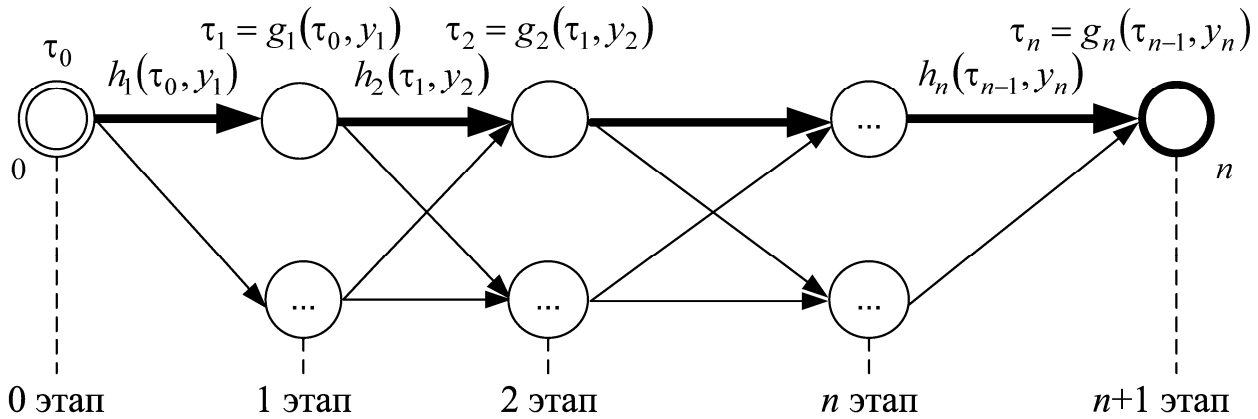 τ₀ τ₁ = g₁(τ₀, y₁) τ₂ = g₂(τ₁, y₂) τₙ = gₙ(τₙ₋₁, yₙ)
h₁(τ₀, y₁) h₂(τ₁, y₂) hₙ(τₙ₋₁, yₙ)
...
0 n
... ... ...
0 этап 1 этап 2 этап n этап n+1 этап